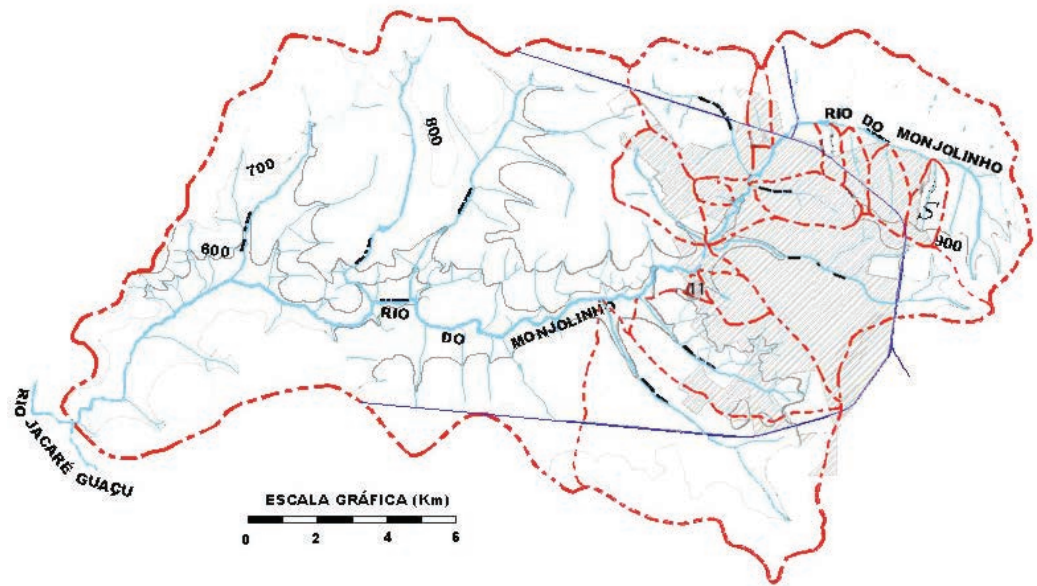 800
700
600
RIO DO MONJOLINHO
S
900
11
RIO
DO
MONJOLINHO
RIO JACARÉ GUAÇU
ESCALA GRÁFICA (Km)
0 2 4 6